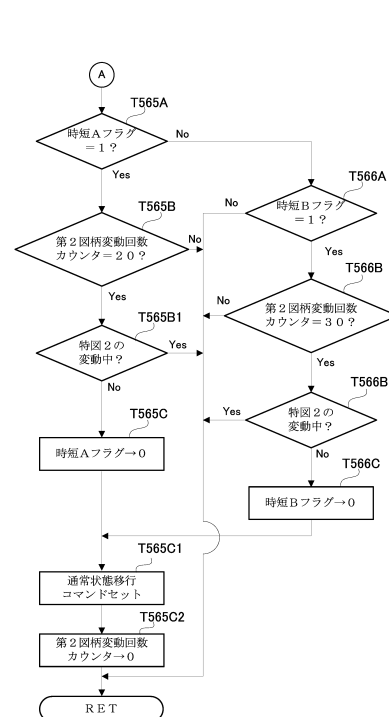 A
T565A
時短Aフラグ
＝１？
No
Yes
T566A
時短Bフラグ
＝１？
No
Yes
T565B
第２図柄変動回数
カウンタ＝２０？
No
Yes
T566B
第２図柄変動回数
カウンタ＝３０？
No
Yes
T565B1
特図２の
変動中？
Yes
No
T566B
特図２の
変動中？
Yes
No
T565C
時短Aフラグ→０
T566C
時短Bフラグ→０
T565C1
通常状態移行
コマンドセット
T565C2
第２図柄変動回数
カウンタ→０
ＲＥＴ